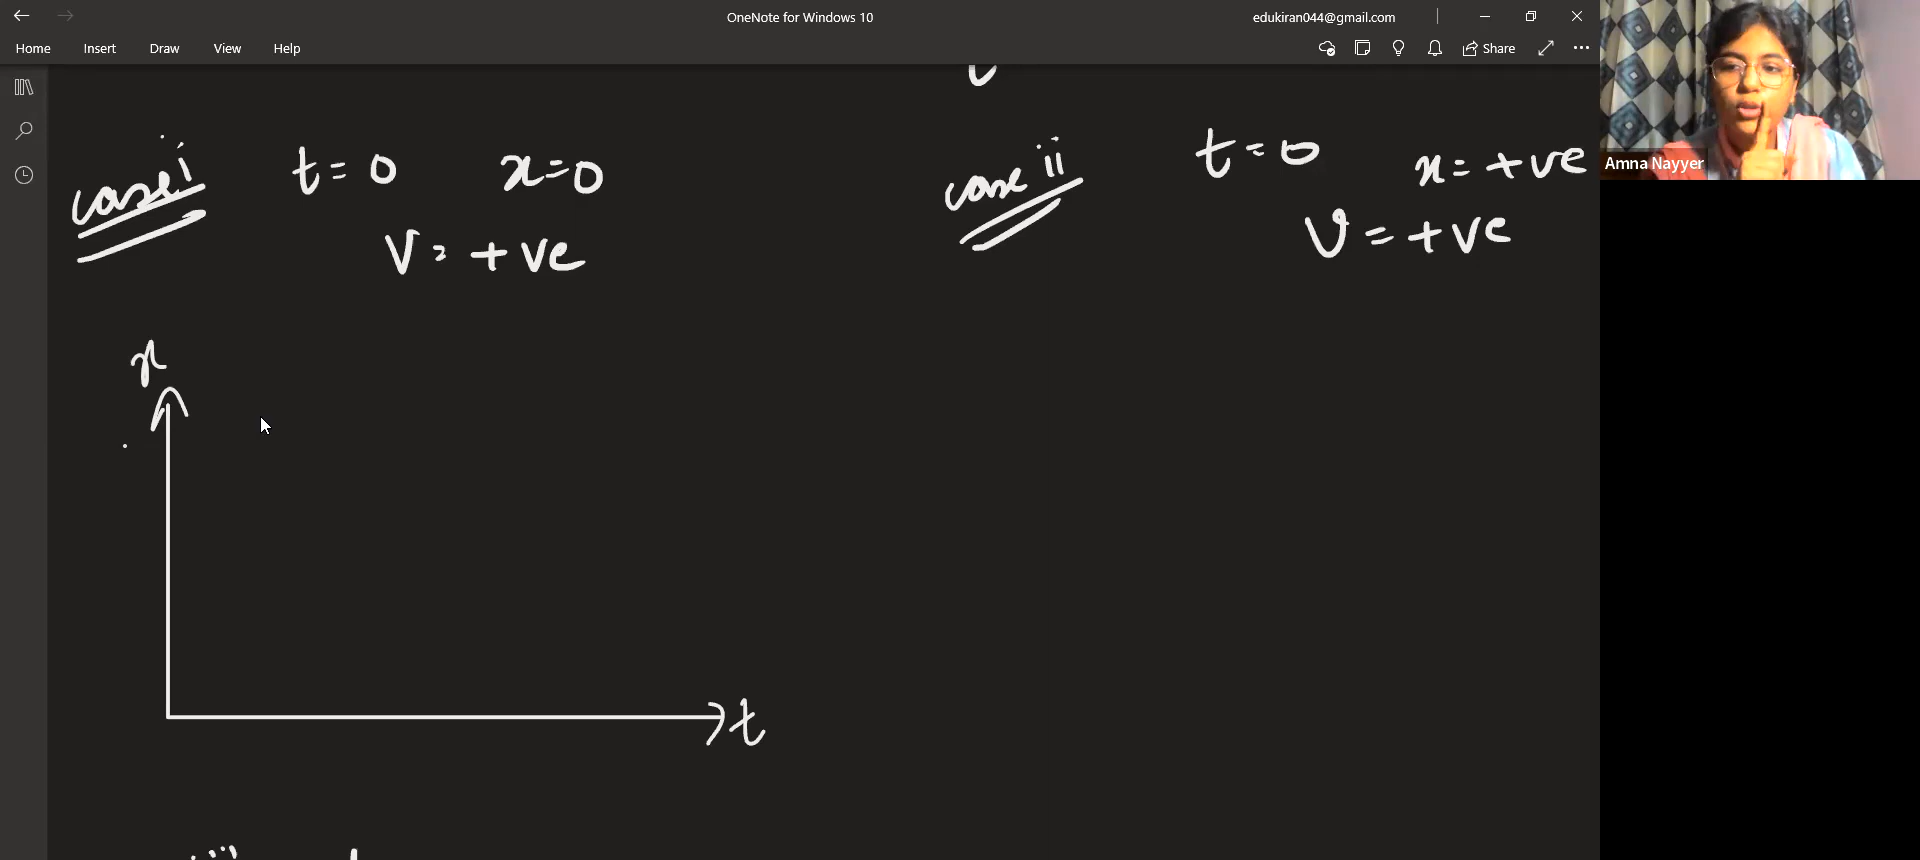 OneNote for Windows 10
edukiran044@gmail.com
Home Insert Draw View Help
Share
case i t = 0 x = 0
V = +ve
case ii t = 0 x = +ve
v = +ve
Amna Nayyer
x
t
iii